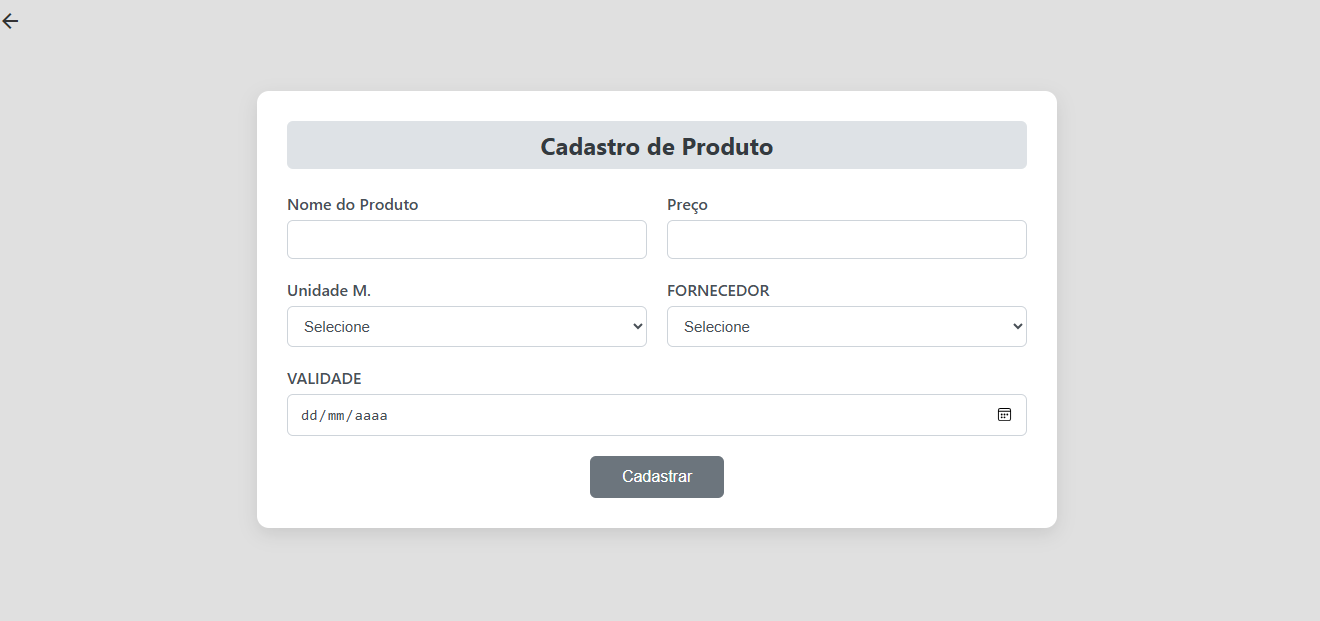 Cadastro de Produto
Nome do Produto
Preço
Unidade M.
FORNECEDOR
Selecione
Selecione
VALIDADE
dd/mm/aaaa
Cadastrar